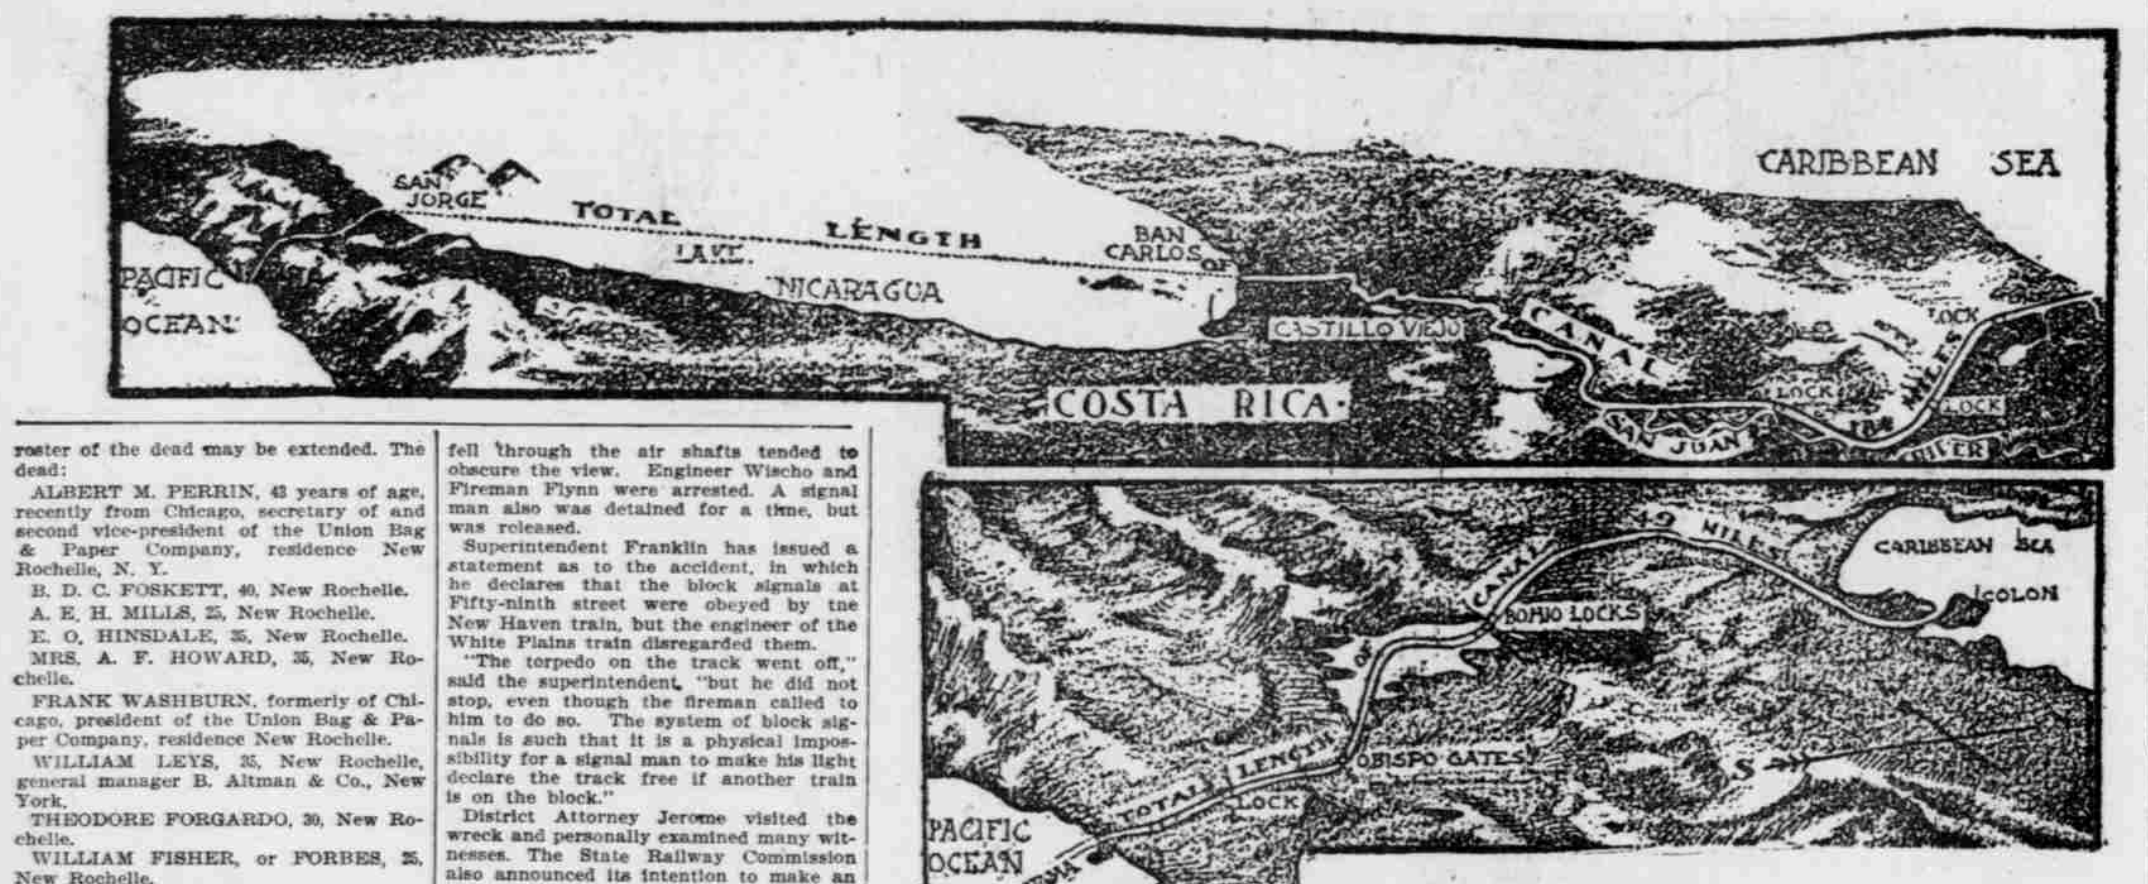 CARIBBEAN SEA
SAN
JORGE
TOTAL LENGTH
BAN
CARLOS OF
LAKE
NICARAGUA
PACIFIC
OCEAN
CASTILLO VIEJO
CANAL
LOCK
MILES
COSTA RICA.
LOCK
LOCK
SAN JUAN
RIVER
roster of the dead may be extended. The
dead:
ALBERT M. PERRIN, 43 years of age,
recently from Chicago, secretary of and
second vice-president of the Union Bag
& Paper Company, residence New
Rochelle, N. Y.
B. D. C. FOSKETT, 40, New Rochelle.
A. E. H. MILLS, 25, New Rochelle.
E. O. HINSDALE, 35, New Rochelle.
MRS. A. F. HOWARD, 35, New Ro-
chelle.
FRANK WASHBURN, formerly of Chi-
cago, president of the Union Bag & Pa-
per Company, residence New Rochelle.
WILLIAM LEYS, 35, New Rochelle,
general manager B. Altman & Co., New
York.
THEODORE FORGARDO, 30, New Ro-
chelle.
WILLIAM FISHER, or FORBES, 25,
New Rochelle.
fell through the air shafts tended to
obscure the view. Engineer Wischo and
Fireman Flynn were arrested. A signal
man also was detained for a time, but
was released.
Superintendent Franklin has issued a
statement as to the accident, in which
he declares that the block signals at
Fifty-ninth street were obeyed by the
New Haven train, but the engineer of the
White Plains train disregarded them.
"The torpedo on the track went off,"
said the superintendent, "but he did not
stop, even though the fireman called to
him to do so. The system of block sig-
nals is such that it is a physical impos-
sibility for a signal man to make his light
declare the track free if another train
is on the block."
District Attorney Jerome visited the
wreck and personally examined many wit-
nesses. The State Railway Commission
also announced its intention to make an
49 MILES
CARIBBEAN SEA
COLON
CANAL
BOHIO LOCKS
OF
OBISPO GATES
S
TOTAL LENGTH
LOCK
PACIFIC
OCEAN